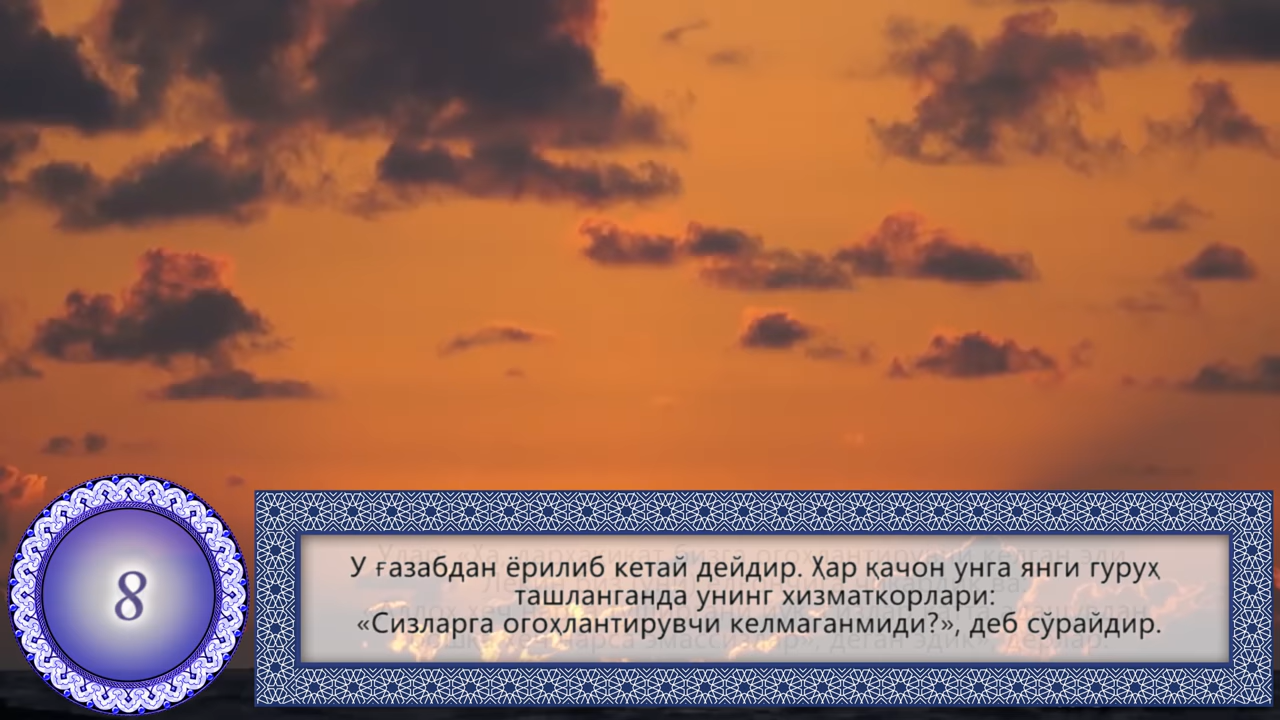 8
У ғазабдан ёрилиб кетай дейдир. Ҳар қачон унга янги гуруҳ
ташланганда унинг хизматкорлари:
«Сизларга огоҳлантирувчи келмаганмиди?», деб сўрайдир.